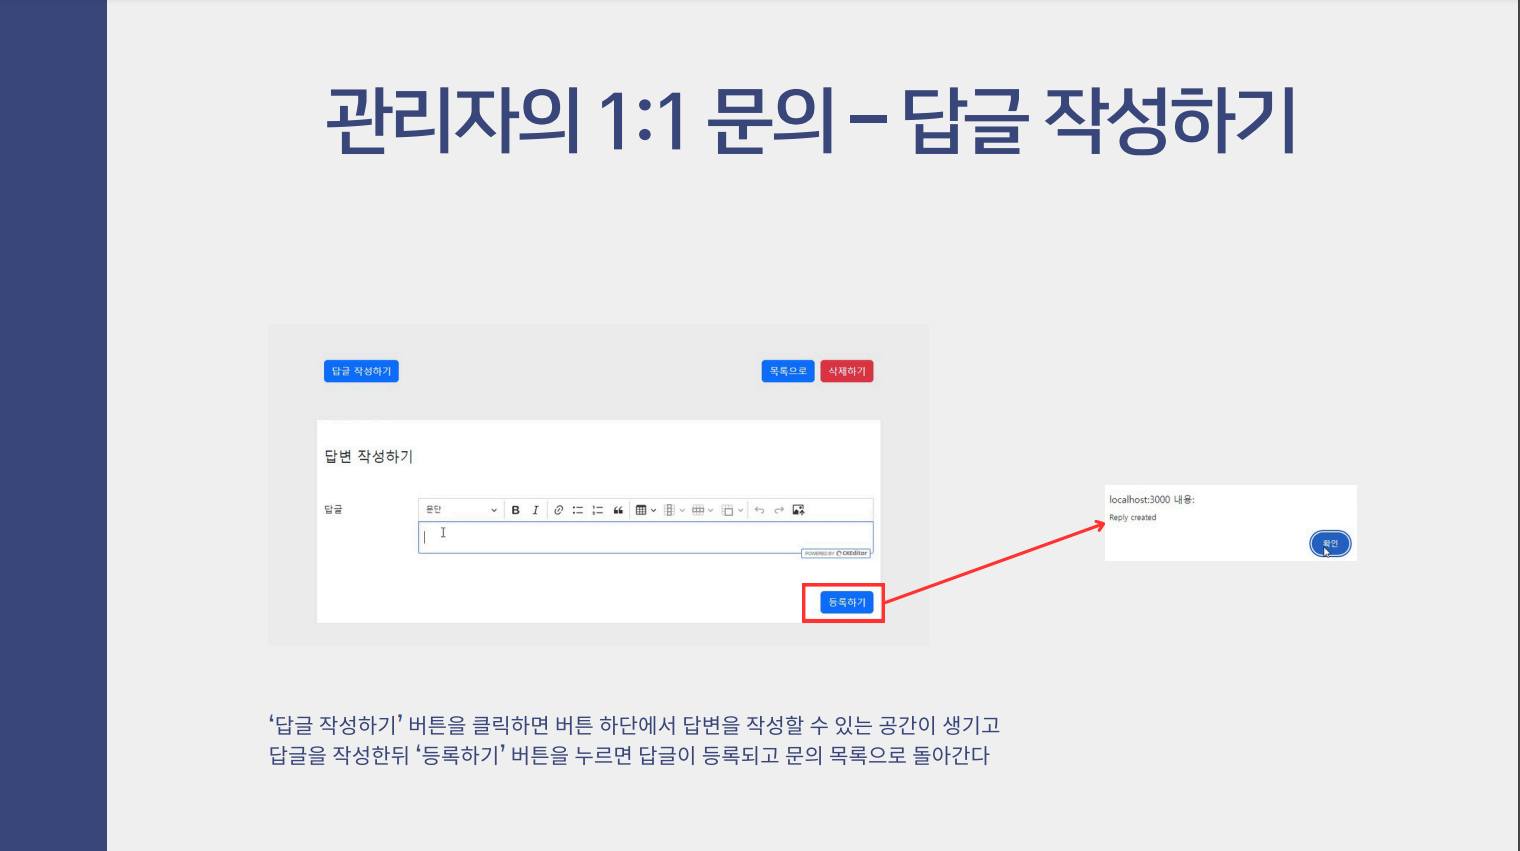 관리자의 1:1 문의 – 답글 작성하기
답글 작성하기
목록으로
삭제하기
답변 작성하기
답글
문단
B I
POWERED BY CKEditor
등록하기
localhost:3000 내용:
Reply created
확인
‘답글 작성하기’ 버튼을 클릭하면 버튼 하단에서 답변을 작성할 수 있는 공간이 생기고
답글을 작성한뒤 ‘등록하기’ 버튼을 누르면 답글이 등록되고 문의 목록으로 돌아간다